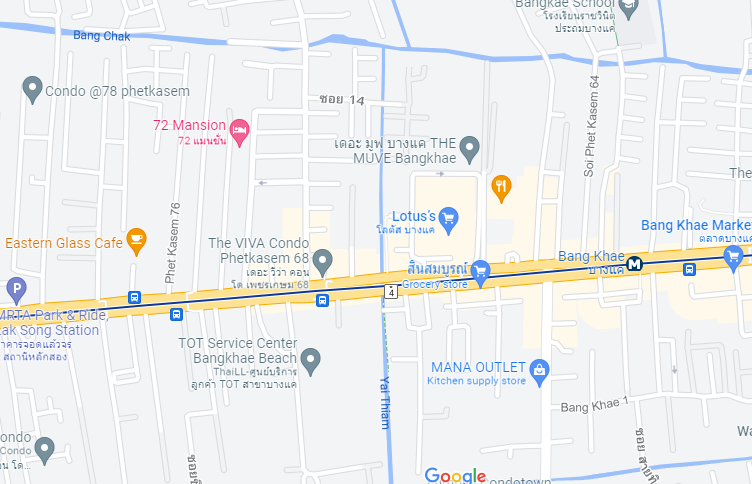 Bangkae School
โรงเรียนราชวินิต
ประถมบางแค
Bang Chak
Condo @78 phetkasem
ซอย 14
Soi Phet Kasem 64
72 Mansion
72 แมนชั่น
เดอะ มูฟ บางแค THE
MUVE Bangkhae
The
Phet Kasem 76
Lotus's
โลตัส บางแค
Bang Khae Market
ตลาดบางแค
Eastern Glass Cafe
The VIVA Condo
Phetkasem 68
เดอะ วีว่า คอน
โด เพชรเกษม 68
Bang Khae
บางแค
สินสมบูรณ์
Grocery store
4
P
MRTA Park & Ride,
Lak Song Station
อาคารจอดแล้วจร
สถานีหลักสอง
TOT Service Center
Bangkhae Beach
ThaiLL-ศูนย์บริการ
ลูกค้า TOT สาขาบางแค
MANA OUTLET
Kitchen supply store
Yai Thiam
Bang Khae 1
Condo
Condo
น โด...
Wa
ซอย สายทิ
Google
Condotown